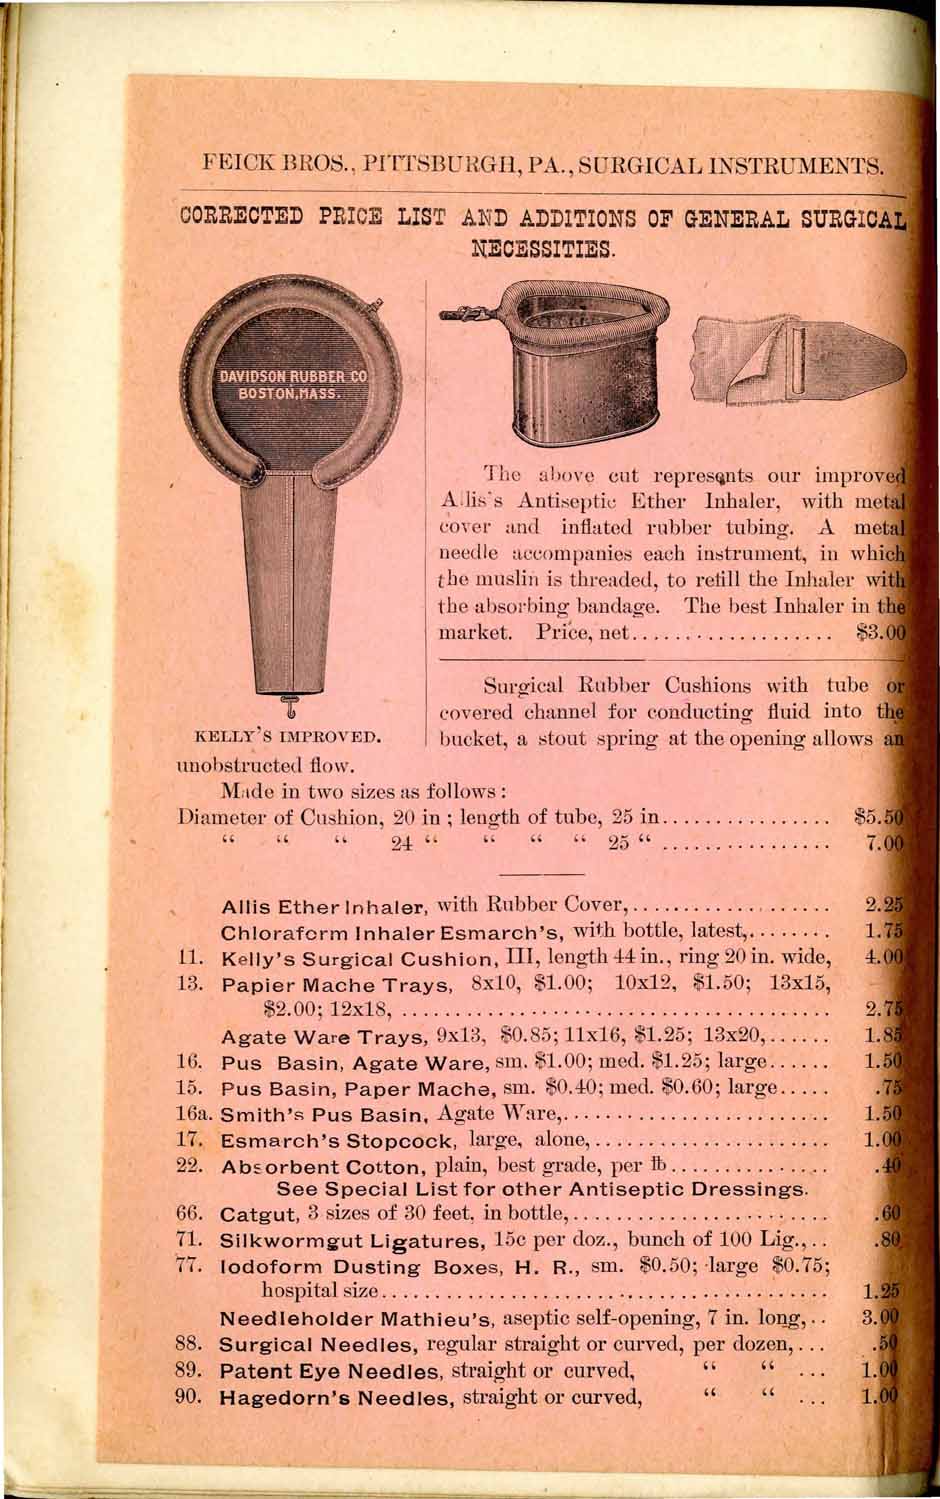 FEICK BROS., PITTSBURGH, PA., SURGICAL INSTRUMENTS.
CORRECTED PRICE LIST AND ADDITIONS OF GENERAL SURGICAL
NECESSITIES.
DAVIDSON RUBBER CO
BOSTON, MASS.
KELLY'S IMPROVED.
The above cut represents our improved
Allis's Antiseptic Ether Inhaler, with metal
cover and inflated rubber tubing. A metal
needle accompanies each instrument, in which
the muslin is threaded, to refill the Inhaler with
the absorbing bandage. The best Inhaler in the
market. Price, net.................... $3.00
Surgical Rubber Cushions with tube or
covered channel for conducting fluid into the
bucket, a stout spring at the opening allows an
unobstructed flow.
Made in two sizes as follows :
Diameter of Cushion, 20 in ; length of tube, 25 in................ $5.50
“ “ “ 24 “ “ “ “ 25 “ ................ 7.00
Allis Ether Inhaler, with Rubber Cover,.................... 2.25
Chloraform Inhaler Esmarch's, with bottle, latest,........ 1.75
11. Kelly's Surgical Cushion, III, length 44 in., ring 20 in. wide, 4.00
13. Papier Mache Trays, 8x10, $1.00; 10x12, $1.50; 13x15,
$2.00; 12x18, .......................................... 2.75
Agate Ware Trays, 9x13, $0.85; 11x16, $1.25; 13x20,...... 1.85
16. Pus Basin, Agate Ware, sm. $1.00; med. $1.25; large...... 1.50
15. Pus Basin, Paper Mache, sm. $0.40; med. $0.60; large..... .75
16a. Smith's Pus Basin, Agate Ware,.......................... 1.50
17. Esmarch's Stopcock, large, alone,....................... 1.00
22. Absorbent Cotton, plain, best grade, per ℔............... .40
See Special List for other Antiseptic Dressings.
66. Catgut, 3 sizes of 30 feet, in bottle,......................... .60
71. Silkwormgut Ligatures, 15c per doz., bunch of 100 Lig.,.. .80
77. Iodoform Dusting Boxes, H. R., sm. $0.50; large $0.75;
hospital size........................................... 1.25
Needleholder Mathieu's, aseptic self-opening, 7 in. long,.. 3.00
88. Surgical Needles, regular straight or curved, per dozen,... .50
89. Patent Eye Needles, straight or curved, “ “ ... 1.00
90. Hagedorn's Needles, straight or curved, “ “ ... 1.00